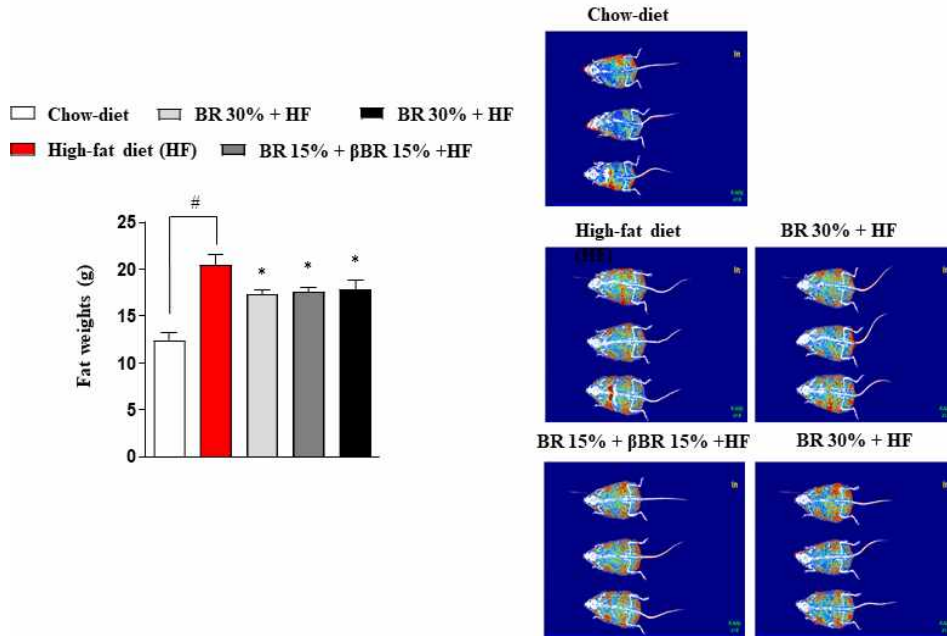 Chow-diet
Chow-diet BR 30% + HF BR 30% + HF
High-fat diet (HF) BR 15% + βBR 15% +HF
#
25
20
15
10
5
0
Fat weights (g)
* * *
High-fat diet
(HF)
BR 30% + HF
BR 15% + βBR 15% +HF
BR 30% + HF